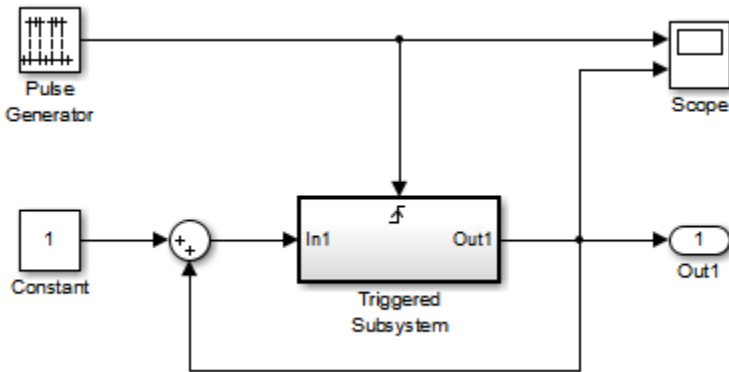 Pulse
Generator
Scope
1
Constant
+
+
In1
Out1
Triggered
Subsystem
1
Out1